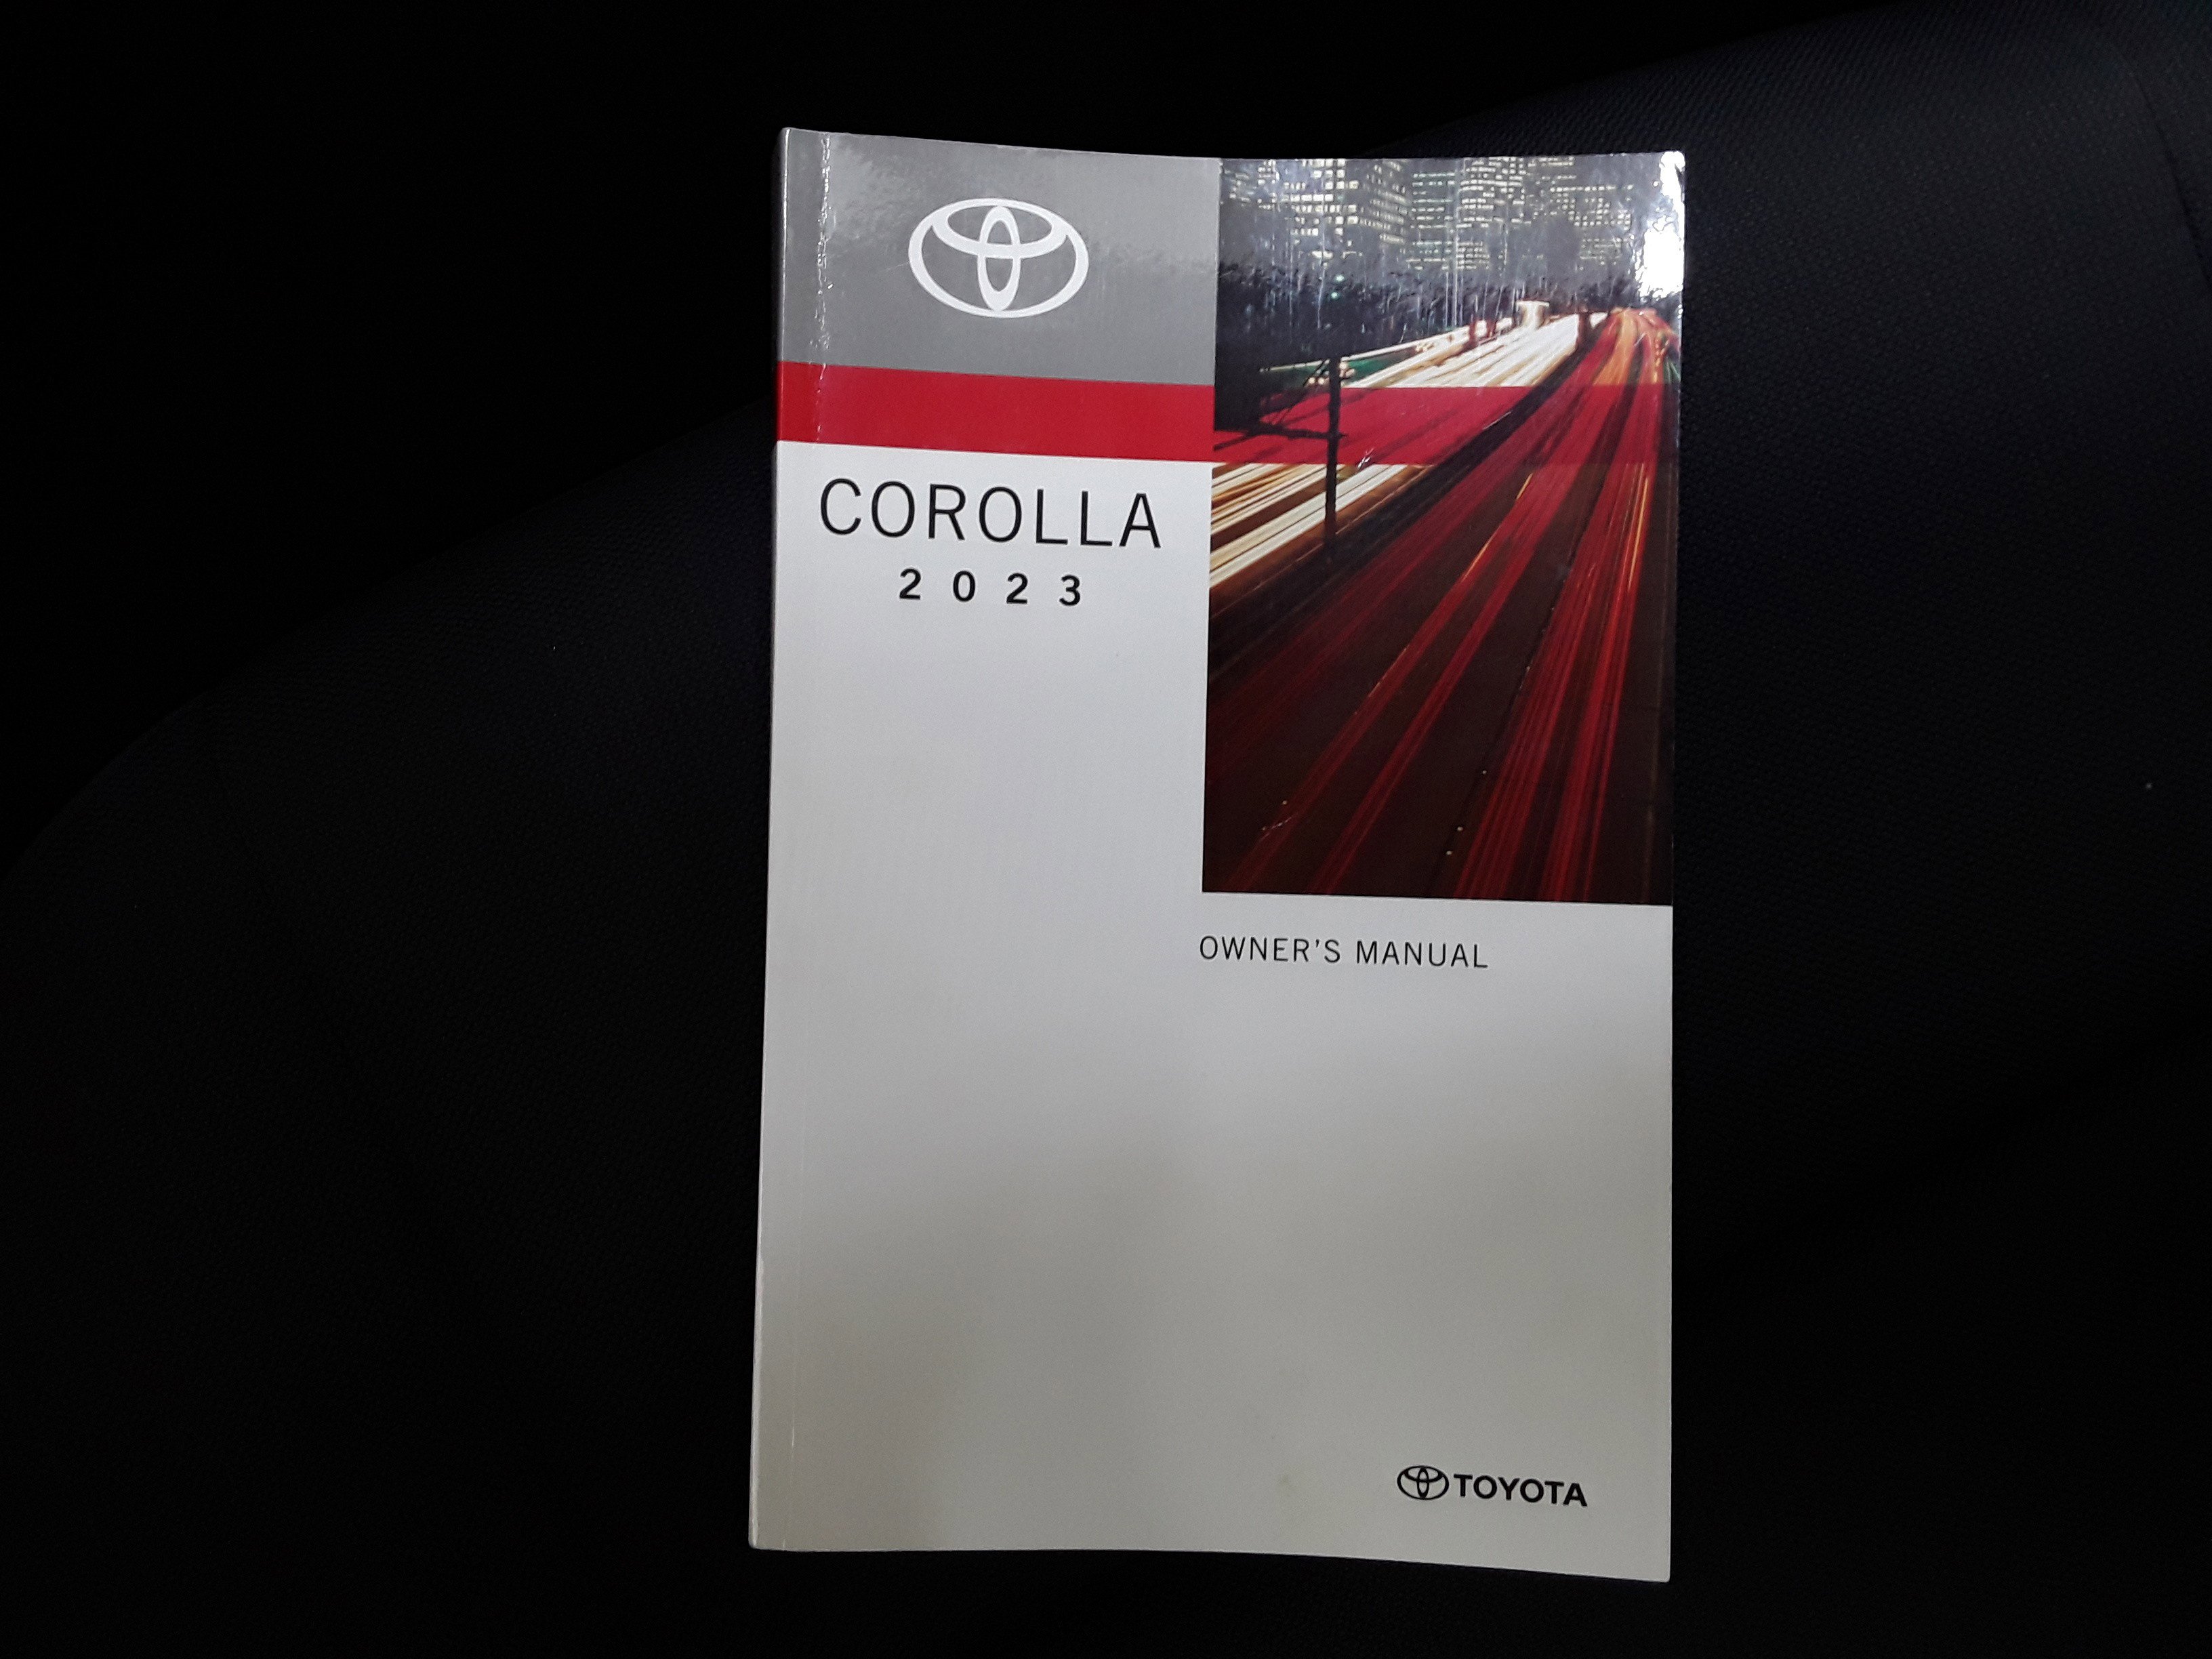 COROLLA
2023
OWNER'S MANUAL
TOYOTA